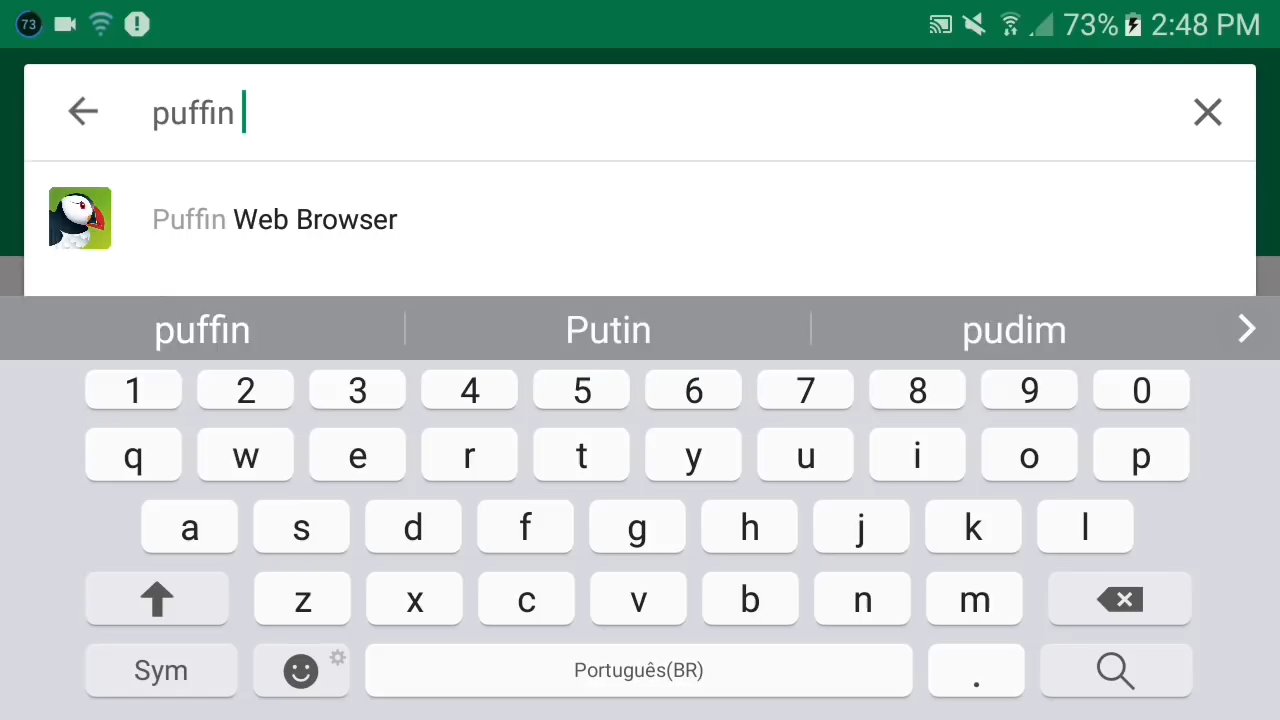 73 73% 2:48 PM
puffin
Puffin Web Browser
puffin Putin pudim
1 2 3 4 5 6 7 8 9 0
q w e r t y u i o p
a s d f g h j k l
z x c v b n m
Sym Português(BR) .